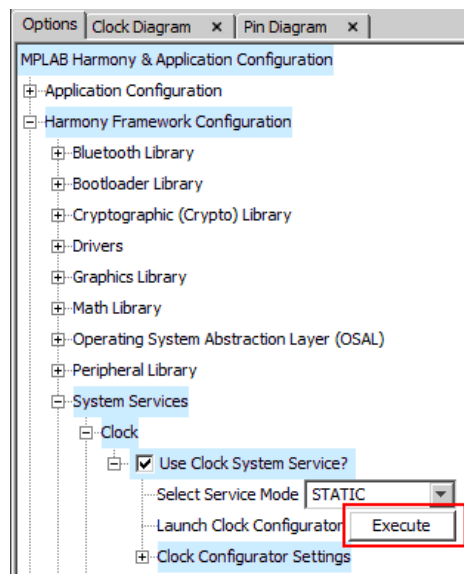 Options Clock Diagram × Pin Diagram ×
MPLAB Harmony & Application Configuration
Application Configuration
Harmony Framework Configuration
Bluetooth Library
Bootloader Library
Cryptographic (Crypto) Library
Drivers
Graphics Library
Math Library
Operating System Abstraction Layer (OSAL)
Peripheral Library
System Services
Clock
Use Clock System Service?
Select Service Mode STATIC
Launch Clock Configurator Execute
Clock Configurator Settings